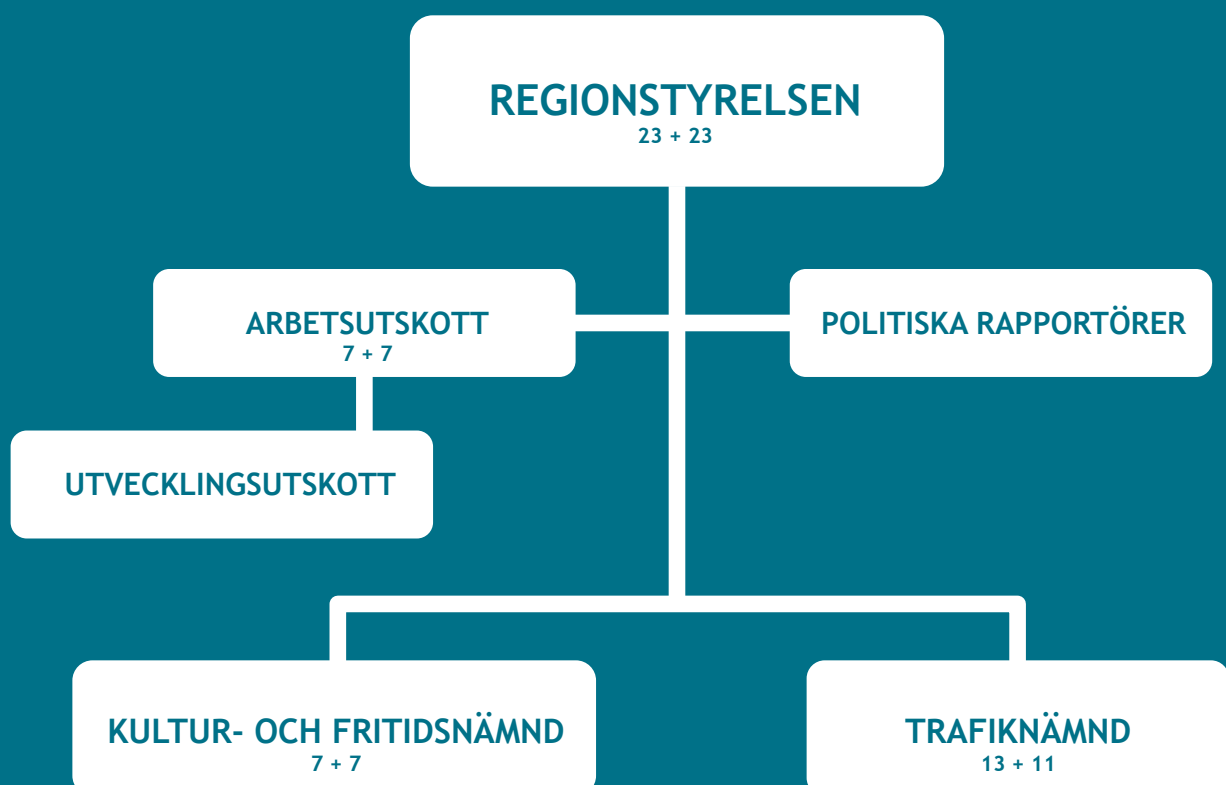 REGIONSTYRELSEN
23 + 23
ARBETSUTSKOTT
7 + 7
POLITISKA RAPPORTÖRER
UTVECKLINGSUTSKOTT
KULTUR- OCH FRITIDSNÄMND
7 + 7
TRAFIKNÄMND
13 + 11